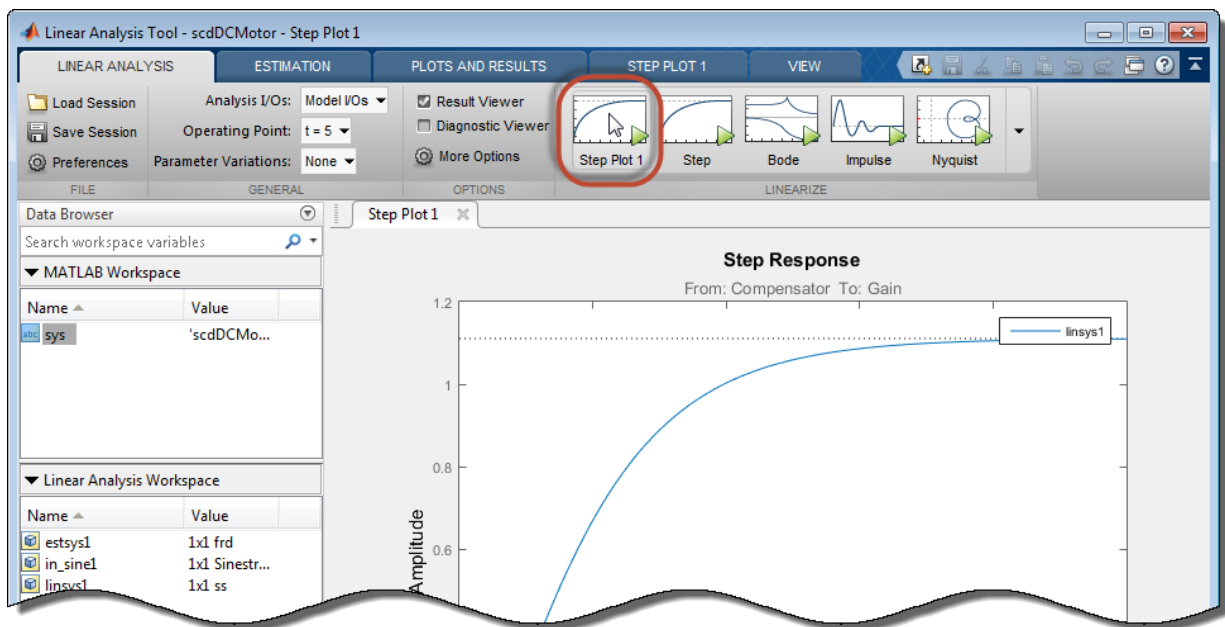 Linear Analysis Tool - scdDCMotor - Step Plot 1
LINEAR ANALYSIS ESTIMATION PLOTS AND RESULTS STEP PLOT 1 VIEW
Load Session
Save Session
Preferences
FILE
Analysis I/Os: Model I/Os
Operating Point: t = 5
Parameter Variations: None
GENERAL
Result Viewer
Diagnostic Viewer
More Options
OPTIONS
Step Plot 1 Step Bode Impulse Nyquist
LINEARIZE
Data Browser
Search workspace variables
MATLAB Workspace
Name Value
abc sys 'scdDCMo...
Linear Analysis Workspace
Name Value
estsys1 1x1 frd
in_sine1 1x1 Sinestr...
linsys1 1x1 ss
Step Plot 1
Step Response
From: Compensator To: Gain
1.2
1
0.8
0.6
Amplitude
linsys1